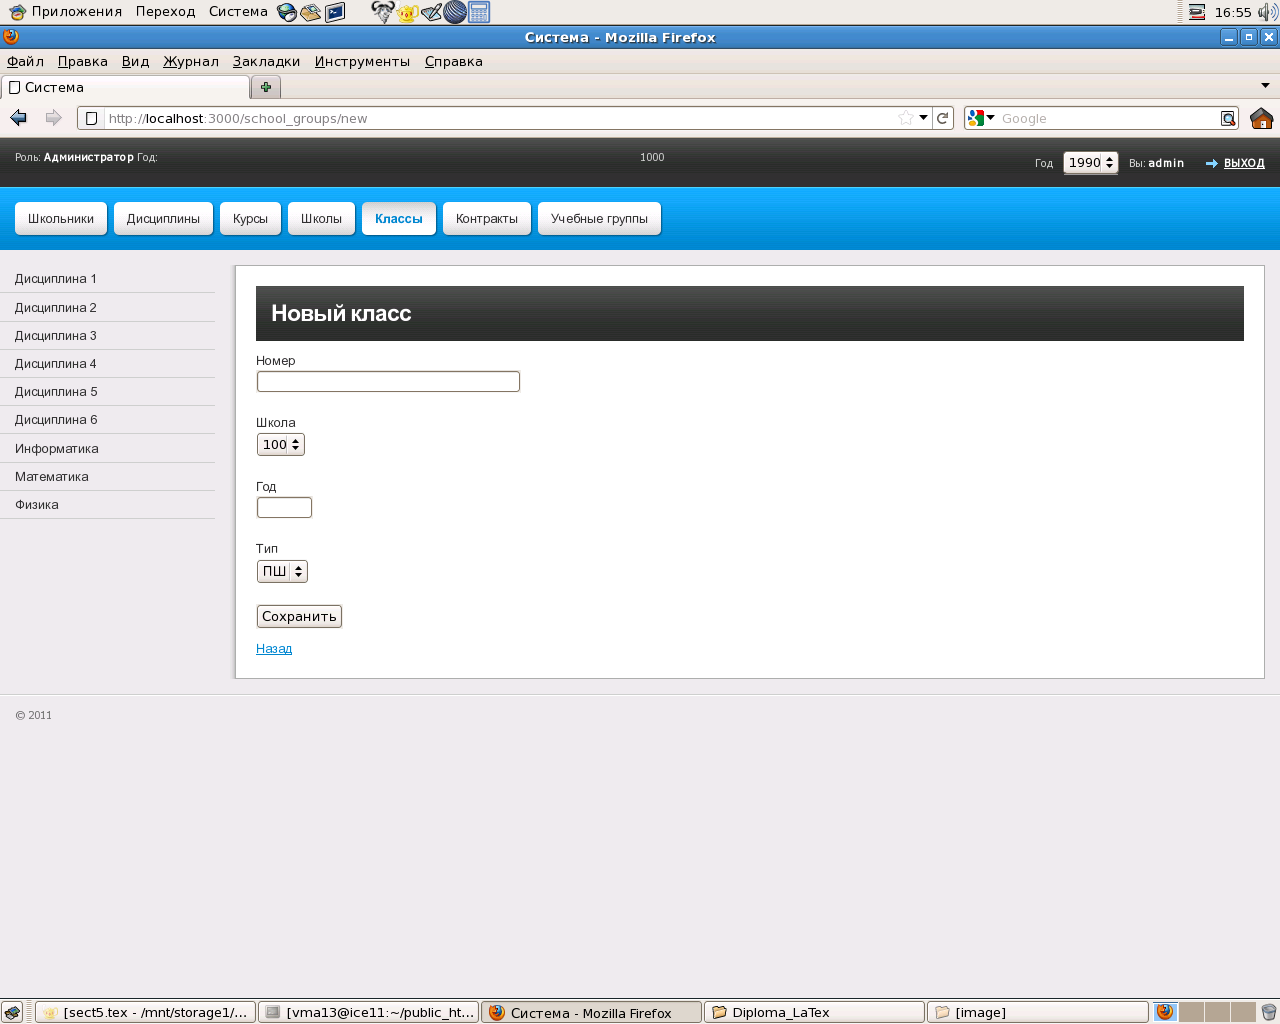 Приложения Переход Система 16:55
Система - Mozilla Firefox
Файл Правка Вид Журнал Закладки Инструменты Справка
Система
http://localhost:3000/school_groups/new Google
Роль: Администратор Год: 1000 Год 1990 Вы: admin ВЫХОД
Школьники Дисциплины Курсы Школы Классы Контракты Учебные группы
Дисциплина 1
Дисциплина 2
Дисциплина 3
Дисциплина 4
Дисциплина 5
Дисциплина 6
Информатика
Математика
Физика
Новый класс
Номер
Школа
100
Год
Тип
ПШ
Сохранить
Назад
© 2011
[sect5.tex - /mnt/storage1/... [vma13@ice11:~/public_ht... Система - Mozilla Firefox Diploma_LaTex [image]